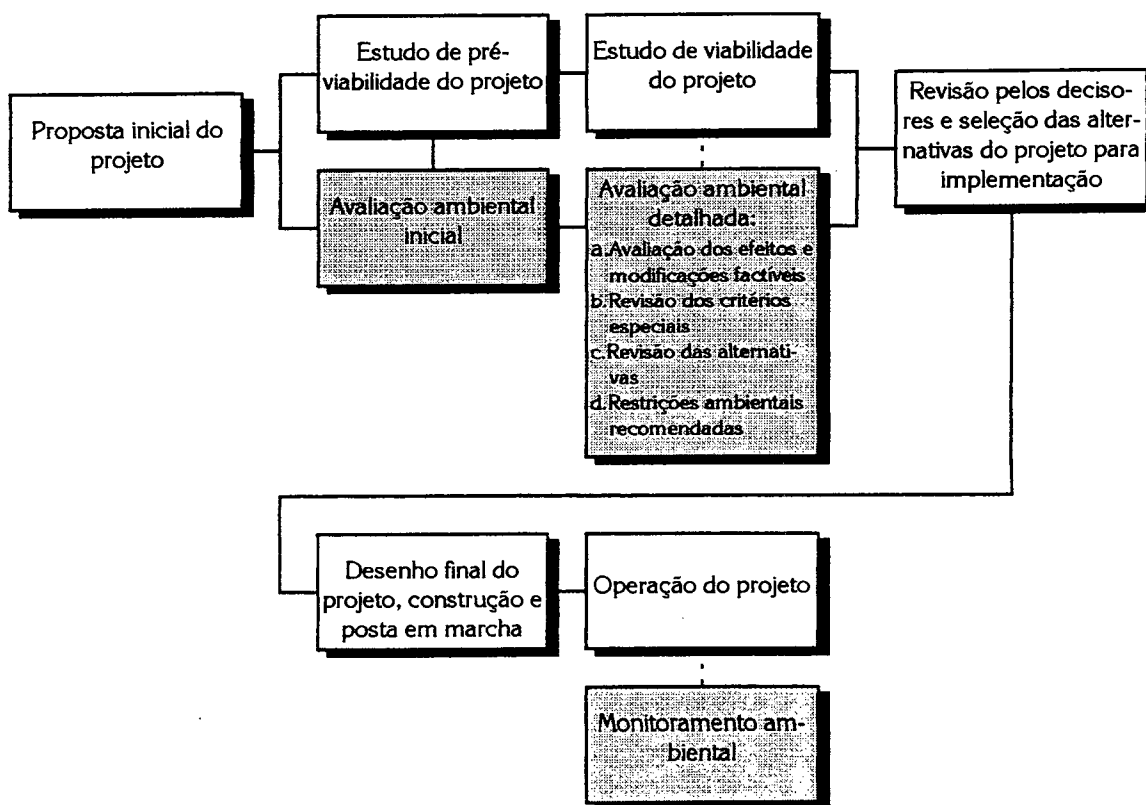 Proposta inicial do
projeto
Estudo de pré-
viabilidade do projeto
Avaliação ambiental
inicial
Estudo de viabilidade
do projeto
Avaliação ambiental
detalhada:
a.Avaliação dos efeitos e
modificações factíveis
b.Revisão dos critérios
especiais
c.Revisão das alternati-
vas
d.Restrições ambientais
recomendadas
Revisão pelos deciso-
res e seleção das alter-
nativas do projeto para
implementação
Desenho final do
projeto, construção e
posta em marcha
Operação do projeto
Monitoramento am-
biental